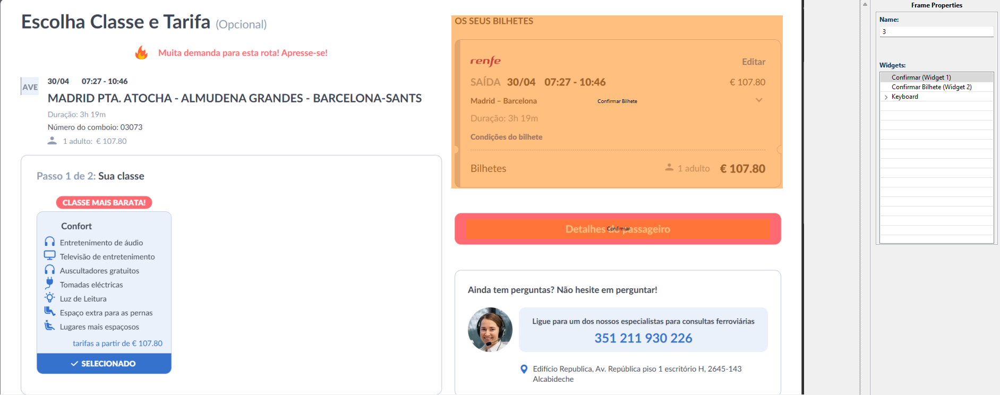 Escolha Classe e Tarifa (Opcional)
Muita demanda para esta rota! Apresse-se!
AVE
30/04 07:27 - 10:46
MADRID PTA. ATOCHA - ALMUDENA GRANDES - BARCELONA-SANTS
Duração: 3h 19m
Número do comboio: 03073
1 adulto: € 107.80
Passo 1 de 2: Sua classe
CLASSE MAIS BARATA!
Confort
Entretenimento de áudio
Televisão de entretenimento
Auscultadores gratuitos
Tomadas eléctricas
Luz de Leitura
Espaço extra para as pernas
Lugares mais espaçosos
tarifas a partir de € 107.80
SELECIONADO
OS SEUS BILHETES
renfe
Editar
SAÍDA 30/04 07:27 - 10:46 € 107.80
Madrid – Barcelona
Confirmar Bilhete
Duração: 3h 19m
Condições do bilhete
Bilhetes 1 adulto € 107.80
Detalhes do passageiro
Confirmar
Ainda tem perguntas? Não hesite em perguntar!
Ligue para um dos nossos especialistas para consultas ferroviárias
351 211 930 226
Edifício Republica, Av. República piso 1 escritório H, 2645-143
Alcabideche
Frame Properties
Name:
3
Widgets:
Confirmar (Widget 1)
Confirmar Bilhete (Widget 2)
Keyboard